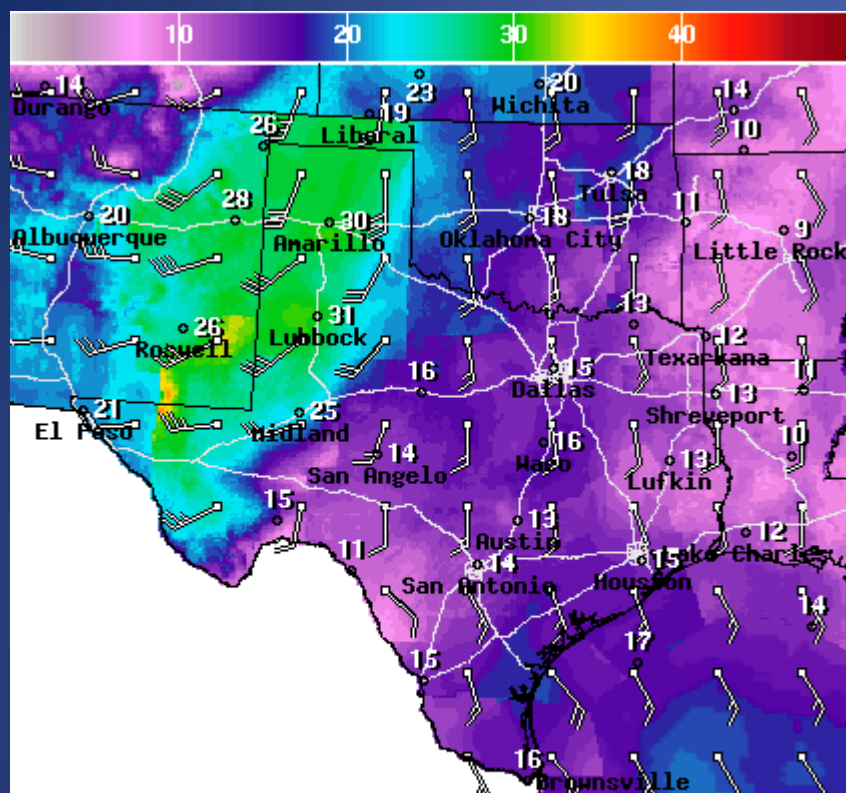 10 20 30 40
14 Durango
23
20 Wichita
14
19 Liberal
26
10
18 Tulsa
20 Albuquerque
28
30 Amarillo
18 Oklahoma City
11
9 Little Rock
26 Roswell
31 Lubbock
13
12 Texarkana
15 Dallas
16
13 Shreveport
11
21 El Paso
25 Midland
14 San Angelo
16 Waco
13 Lufkin
10
15
13 Austin
12 Lake Charles
11
14 San Antonio
15 Houston
14
17
15
16 Brownsville